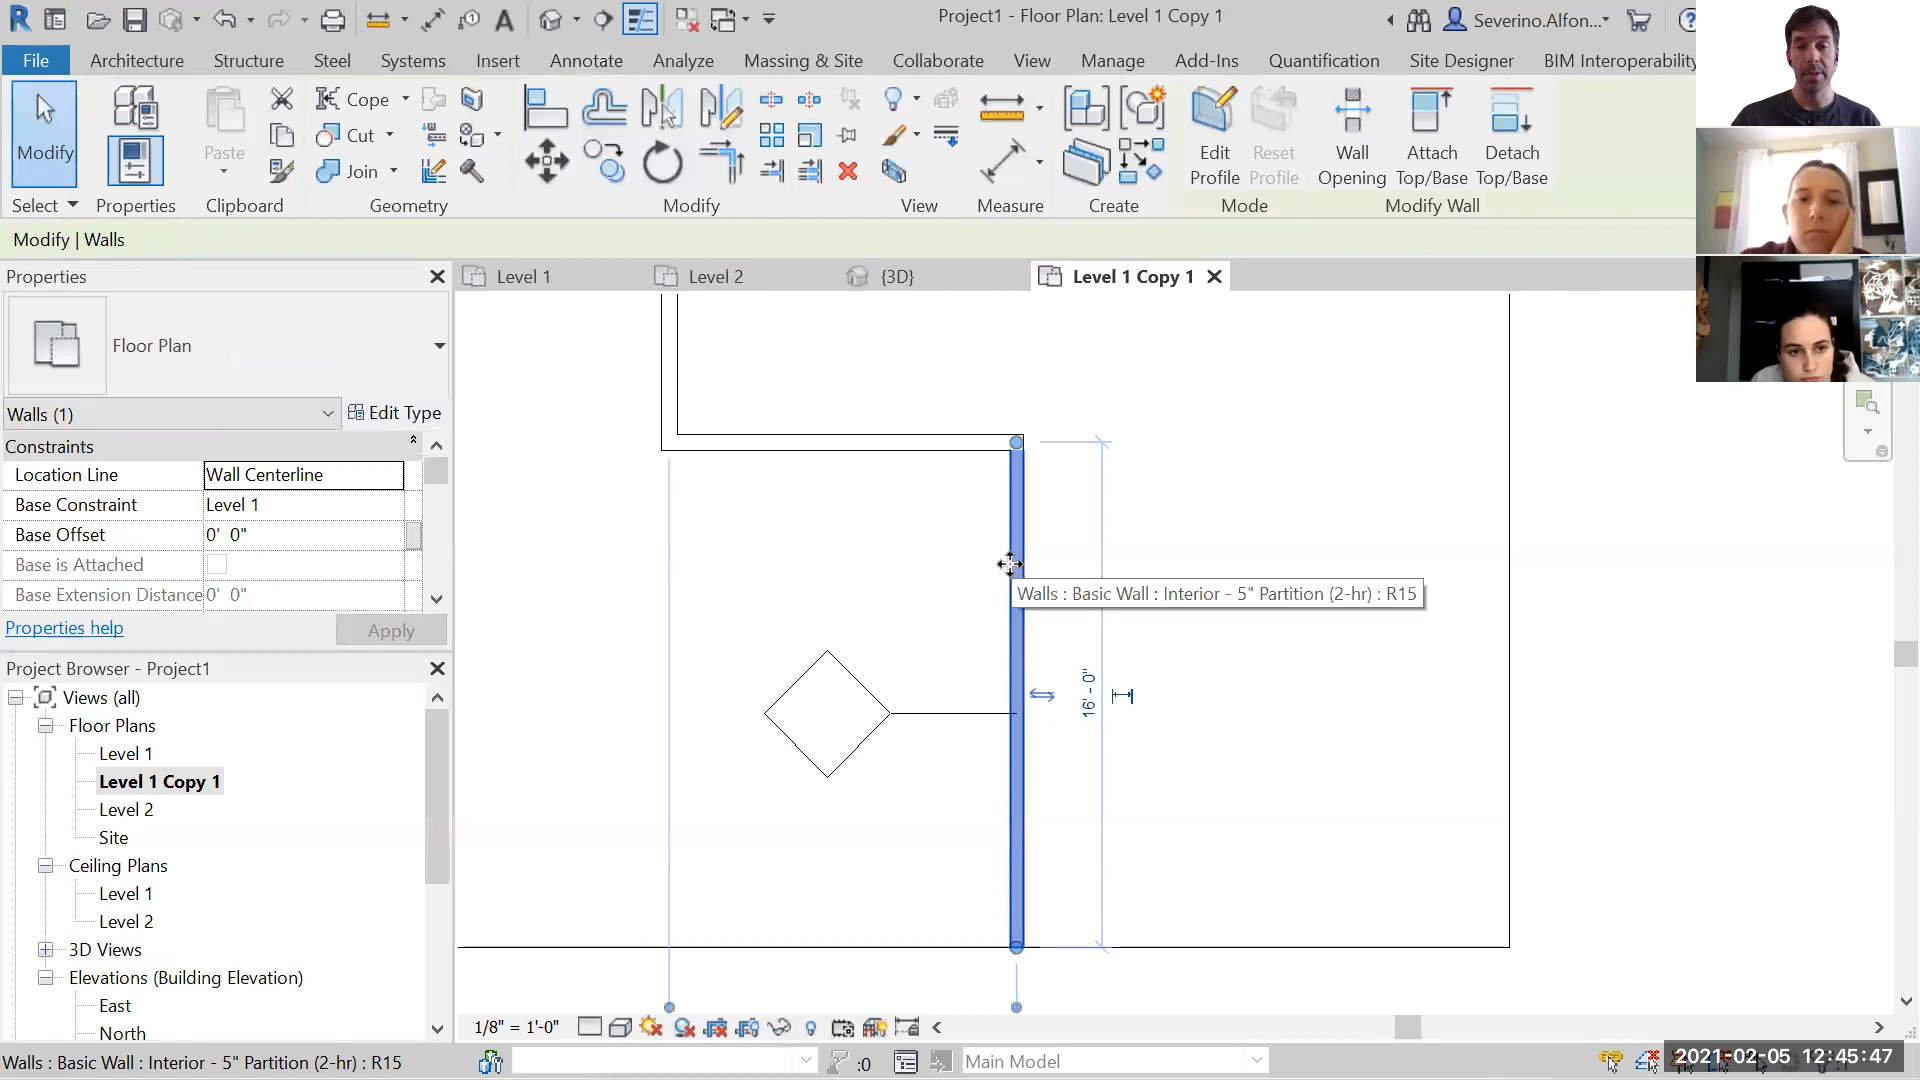 Project1 - Floor Plan: Level 1 Copy 1
Severino.Alfon...
File
Architecture
Structure
Steel
Systems
Insert
Annotate
Analyze
Massing & Site
Collaborate
View
Manage
Add-Ins
Quantification
Site Designer
BIM Interoperability
Modify
Cope
Cut
Join
Paste
Edit
Profile
Reset
Profile
Wall
Opening
Attach
Top/Base
Detach
Top/Base
Select
Properties
Clipboard
Geometry
Modify
View
Measure
Create
Mode
Modify Wall
Modify | Walls
Properties
Level 1
Level 2
{3D}
Level 1 Copy 1
Floor Plan
Walls (1)
Edit Type
Constraints
Location Line
Wall Centerline
Base Constraint
Level 1
Base Offset
0' 0"
Base is Attached
Base Extension Distance
0' 0"
Properties help
Apply
Walls : Basic Wall : Interior - 5" Partition (2-hr) : R15
16' - 0"
Project Browser - Project1
Views (all)
Floor Plans
Level 1
Level 1 Copy 1
Level 2
Site
Ceiling Plans
Level 1
Level 2
3D Views
Elevations (Building Elevation)
East
North
1/8" = 1'-0"
Walls : Basic Wall : Interior - 5" Partition (2-hr) : R15
:0
Main Model
2021-02-05 12:45:47